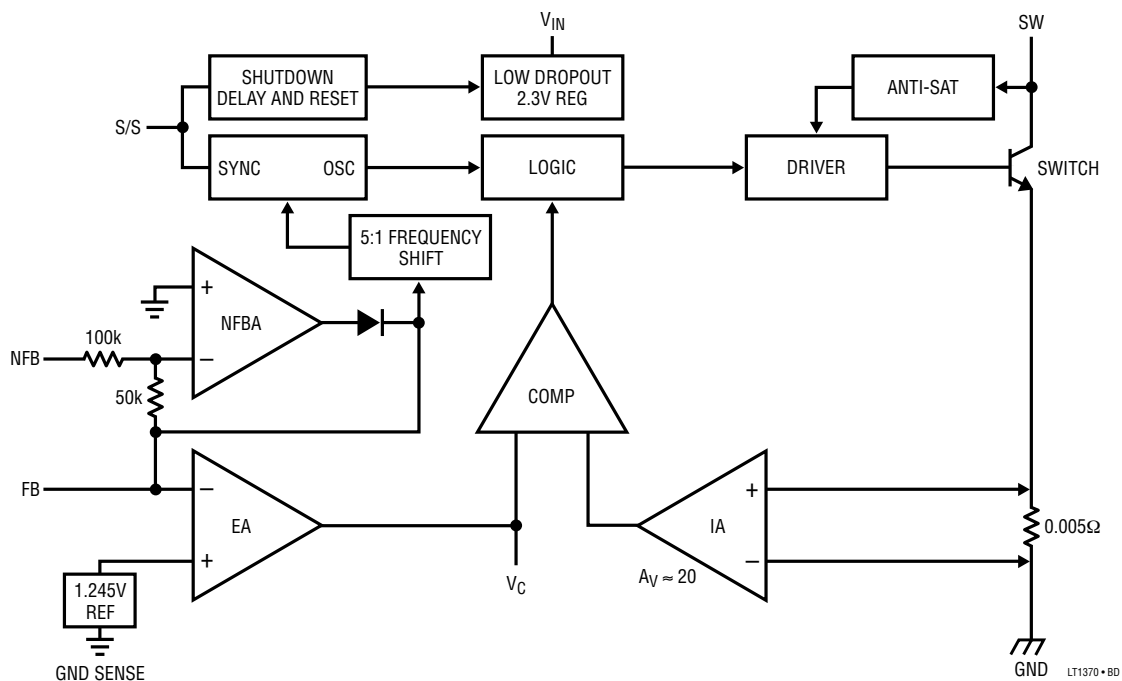 V_IN
SW
SHUTDOWN
DELAY AND RESET
LOW DROPOUT
2.3V REG
ANTI-SAT
S/S
SYNC
OSC
LOGIC
DRIVER
SWITCH
5:1 FREQUENCY
SHIFT
+
NFBA
100k
NFB
–
50k
COMP
FB
–
+
EA
IA
0.005Ω
+
–
A_V ≈ 20
V_C
1.245V
REF
GND SENSE
GND
LT1370 • BD